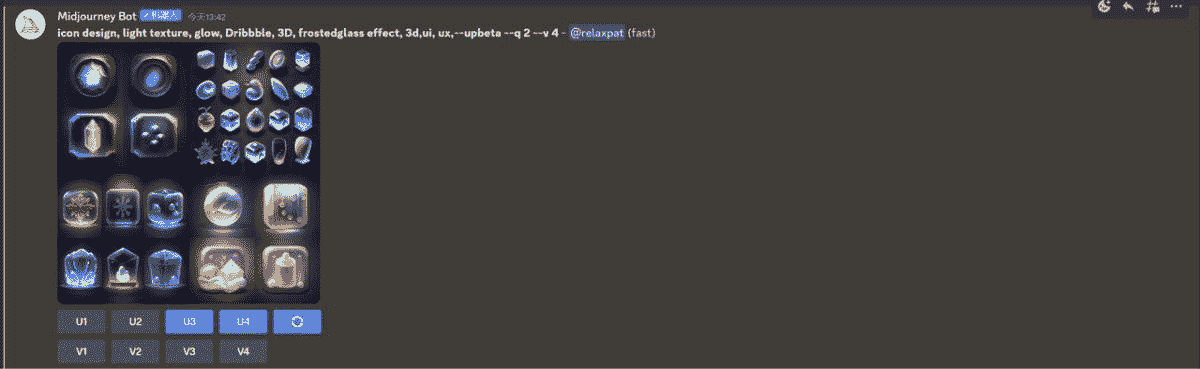 Midjourney Bot ✓机器人 今天13:42
icon design, light texture, glow, Dribbble, 3D, frostedglass effect, 3d,ui, ux,--upbeta --q 2 --v 4 - @relaxpat (fast)
U1 U2 U3 U4
V1 V2 V3 V4